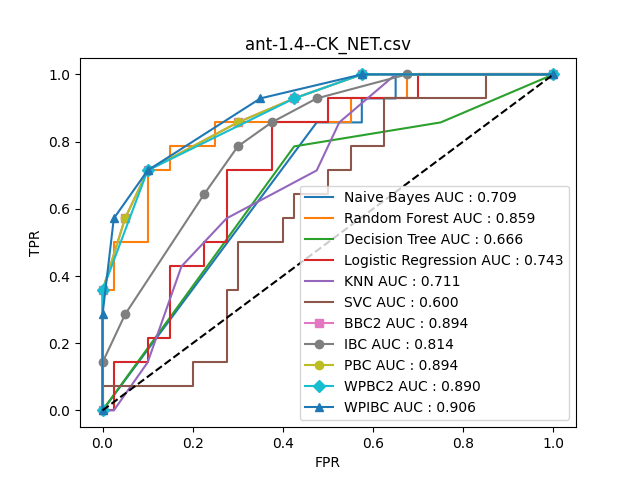 ant-1.4--CK_NET.csv
TPR
1.0
0.8
0.6
0.4
0.2
0.0
Naive Bayes AUC : 0.709
Random Forest AUC : 0.859
Decision Tree AUC : 0.666
Logistic Regression AUC : 0.743
KNN AUC : 0.711
SVC AUC : 0.600
BBC2 AUC : 0.894
IBC AUC : 0.814
PBC AUC : 0.894
WPBC2 AUC : 0.890
WPIBC AUC : 0.906
0.0 0.2 0.4 0.6 0.8 1.0
FPR